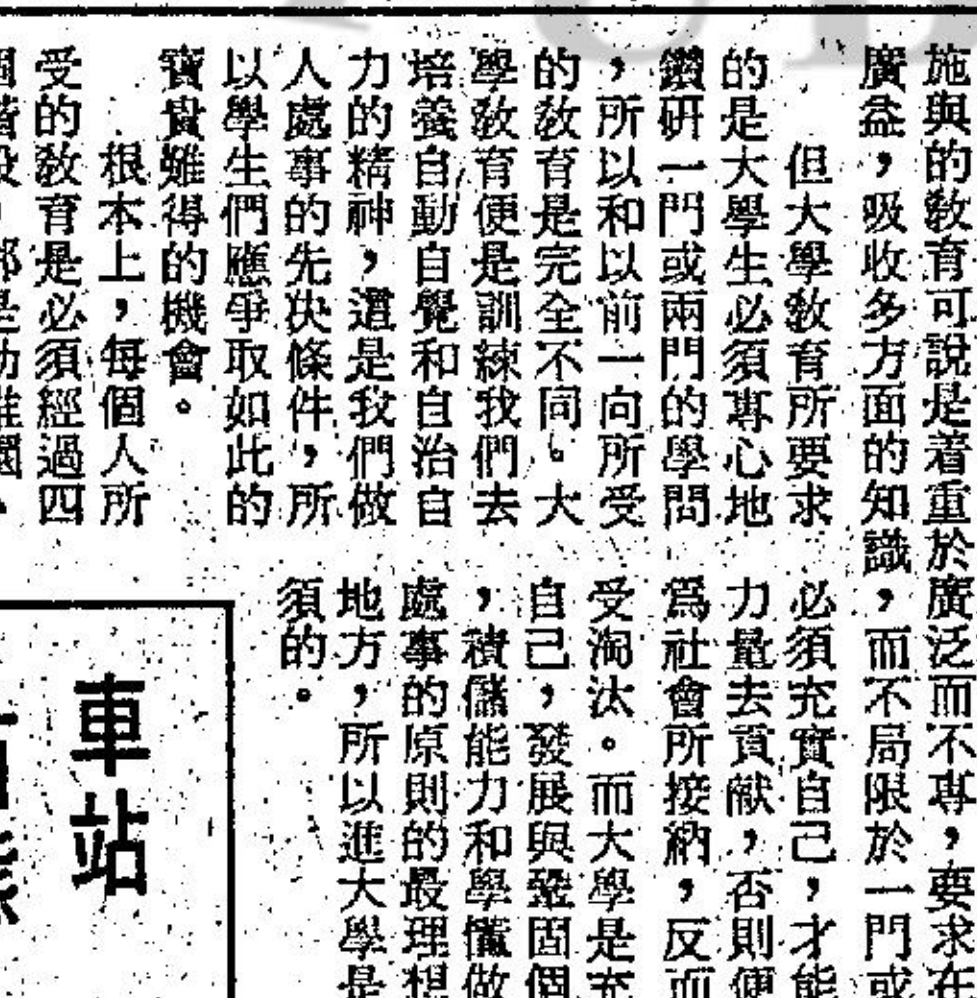 施與的教育可說是着重於廣泛而不專，要求在
廣益，吸收多方面的知識，而不局限於一門或
但大學教育所要求
的是大學生必須專心地
鑽研一門或兩門的學問
，所以和以前一向所受
的教育是完全不同。大
學教育便是訓練我們去
培養自動自覺和自治自
力的精神，還是我們做
人處事的先決條件，所
以學生們應爭取如此的
寶貴難得的機會。
根本上，每個人所
受的教育是必須經過四
必須充實自己，才能
力量去貢献，否則便
爲社會所接納，反而
受淘汰。而大學是充
自己，發展與鞏固個
，積儲能力和學懂做
處事的原則的最理想
地方，所以進大學是
須的。
車站